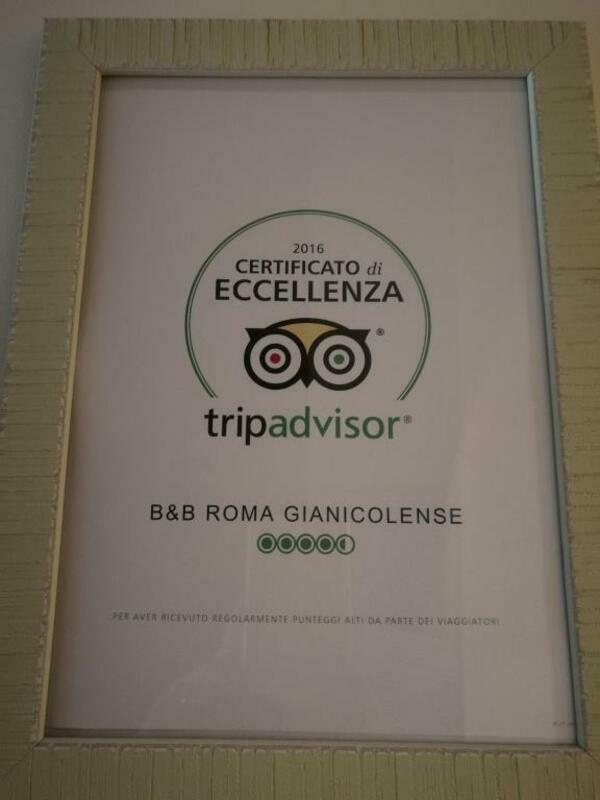 2016
CERTIFICATO di
ECCELLENZA
®
tripadvisor®
B&B ROMA GIANICOLENSE
PER AVER RICEVUTO REGOLARMENTE PUNTEGGI ALTI DA PARTE DEI VIAGGIATORI